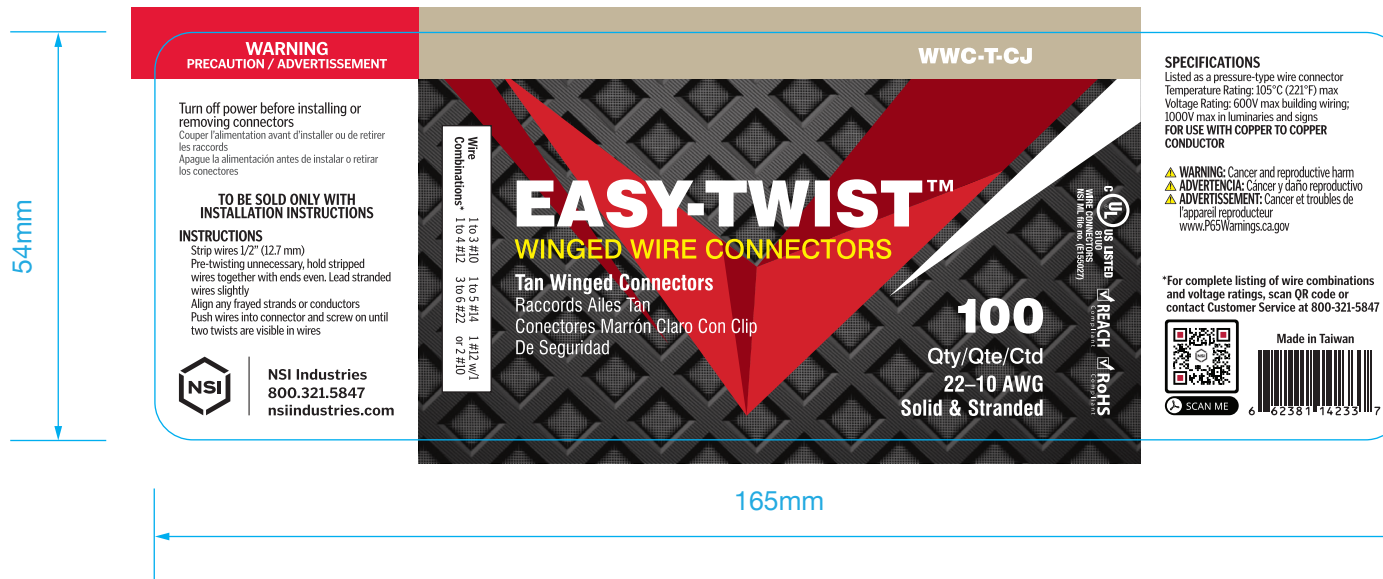 WARNING
PRECAUTION / ADVERTISSEMENT
Turn off power before installing or
removing connectors
Couper l'alimentation avant d'installer ou de retirer
les raccords
Apague la alimentación antes de instalar o retirar
los conectores
TO BE SOLD ONLY WITH
INSTALLATION INSTRUCTIONS
INSTRUCTIONS
Strip wires 1/2" (12.7 mm)
Pre-twisting unnecessary, hold stripped
wires together with ends even. Lead stranded
wires slightly
Align any frayed strands or conductors
Push wires into connector and screw on until
two twists are visible in wires
NSI
NSI Industries
800.321.5847
nsiindustries.com
54mm
WWC-T-CJ
Wire
Combinations*
1 to 3 #10 1 to 5 #14 1 #12 w/1
1 to 4 #12 3 to 6 #22 or 2 #10
EASY-TWIST™
WINGED WIRE CONNECTORS
Tan Winged Connectors
Raccords Ailes Tan
Conectores Marrón Claro Con Clip
De Seguridad
100
Qty/Qte/Ctd
22–10 AWG
Solid & Stranded
c UL US LISTED
81U0
WIRE CONNECTORS
NSI ML file no. (E155027)
REACH
Compliant
RoHS
Compliant
SPECIFICATIONS
Listed as a pressure-type wire connector
Temperature Rating: 105°C (221°F) max
Voltage Rating: 600V max building wiring;
1000V max in luminaries and signs
FOR USE WITH COPPER TO COPPER
CONDUCTOR
WARNING: Cancer and reproductive harm
ADVERTENCIA: Cáncer y daño reproductivo
ADVERTISSEMENT: Cancer et troubles de
l'appareil reproducteur
www.P65Warnings.ca.gov
*For complete listing of wire combinations
and voltage ratings, scan QR code or
contact Customer Service at 800-321-5847
NSI
SCAN ME
Made in Taiwan
6 62381 14233 7
165mm